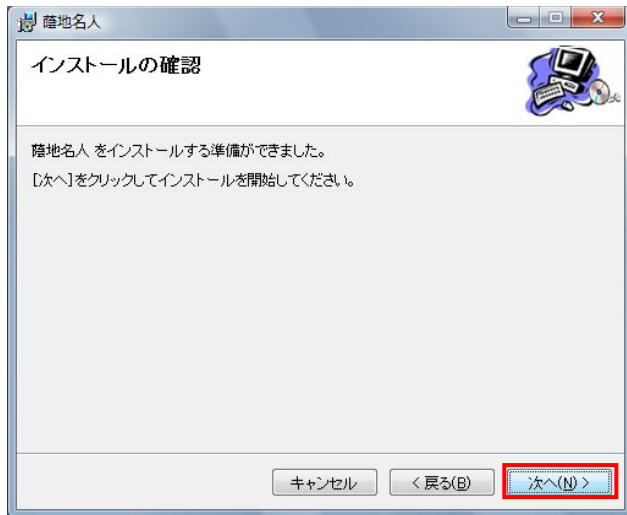 蔭地名人
インストールの確認
蔭地名人 をインストールする準備ができました。
[次へ]をクリックしてインストールを開始してください。
キャンセル
< 戻る(B)
次へ(N) >